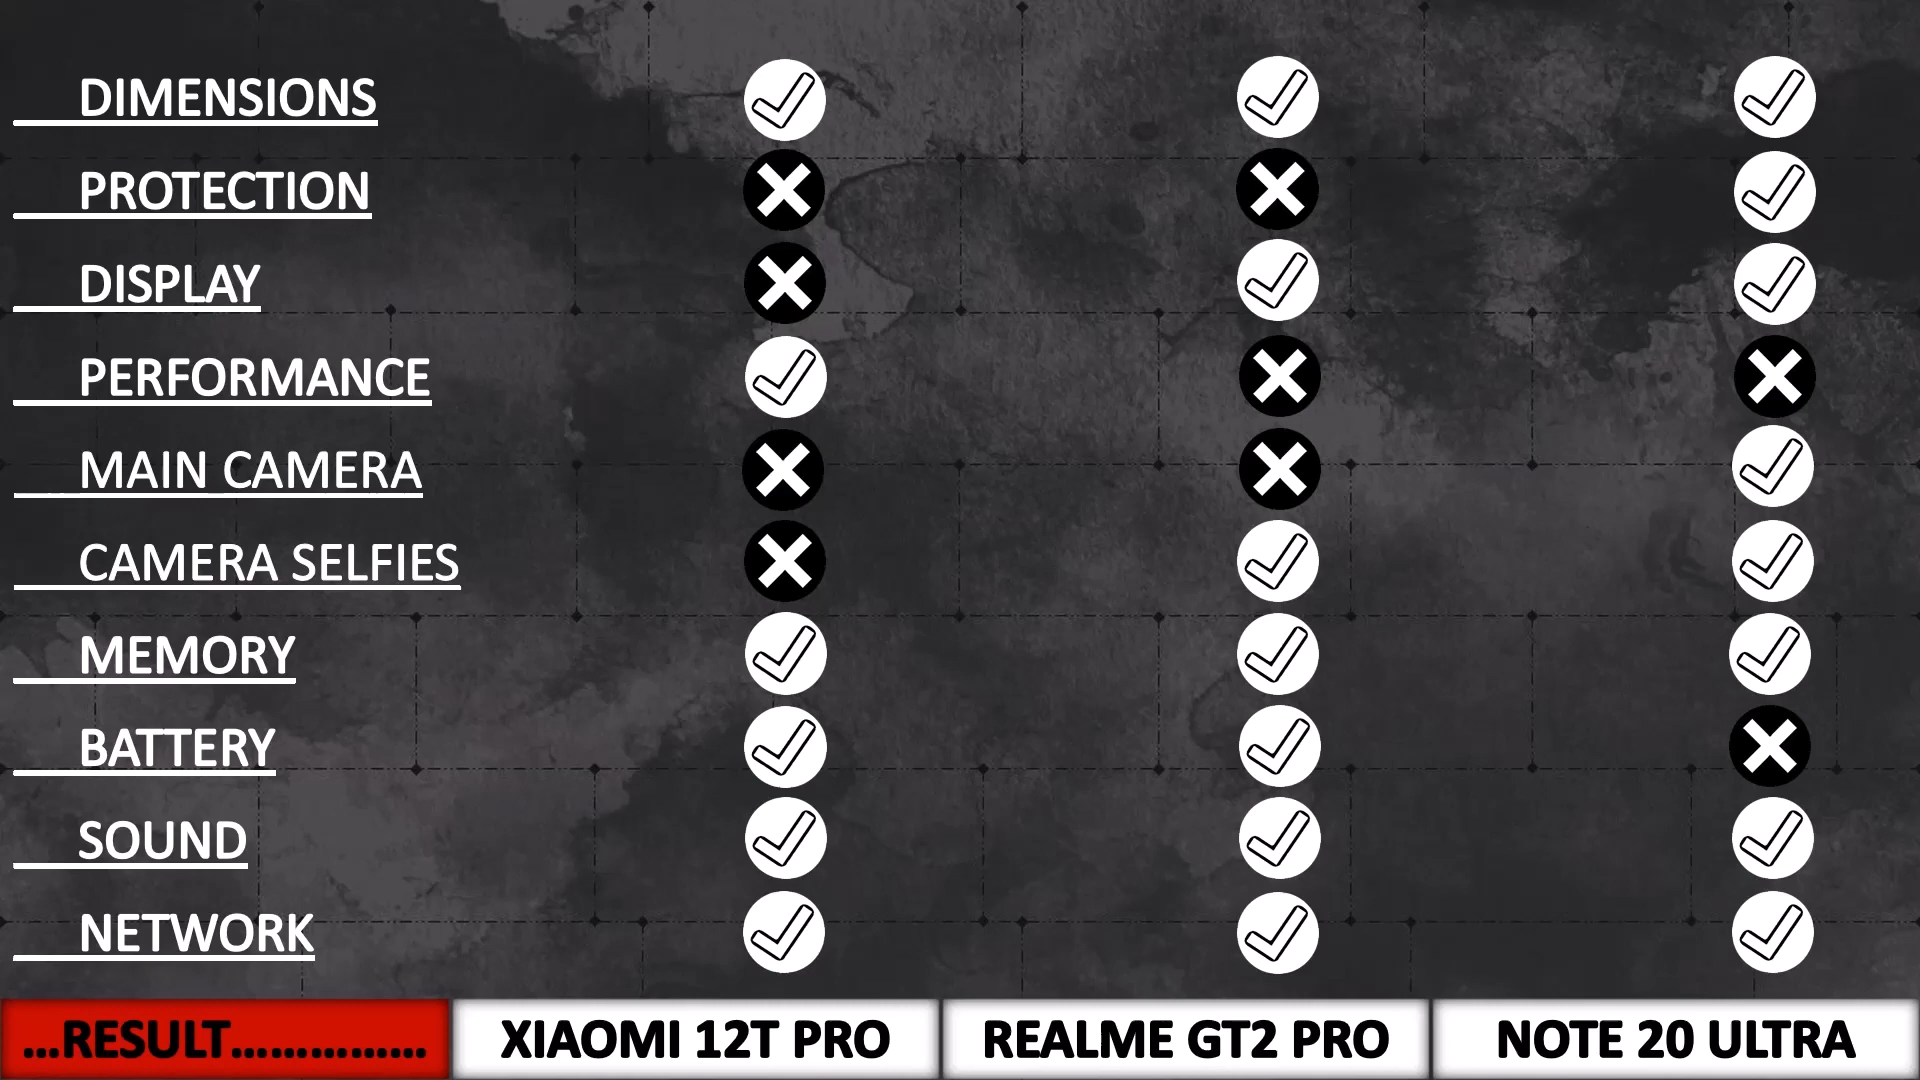 DIMENSIONS
PROTECTION
DISPLAY
PERFORMANCE
MAIN CAMERA
CAMERA SELFIES
MEMORY
BATTERY
SOUND
NETWORK
...RESULT............... XIAOMI 12T PRO REALME GT2 PRO NOTE 20 ULTRA